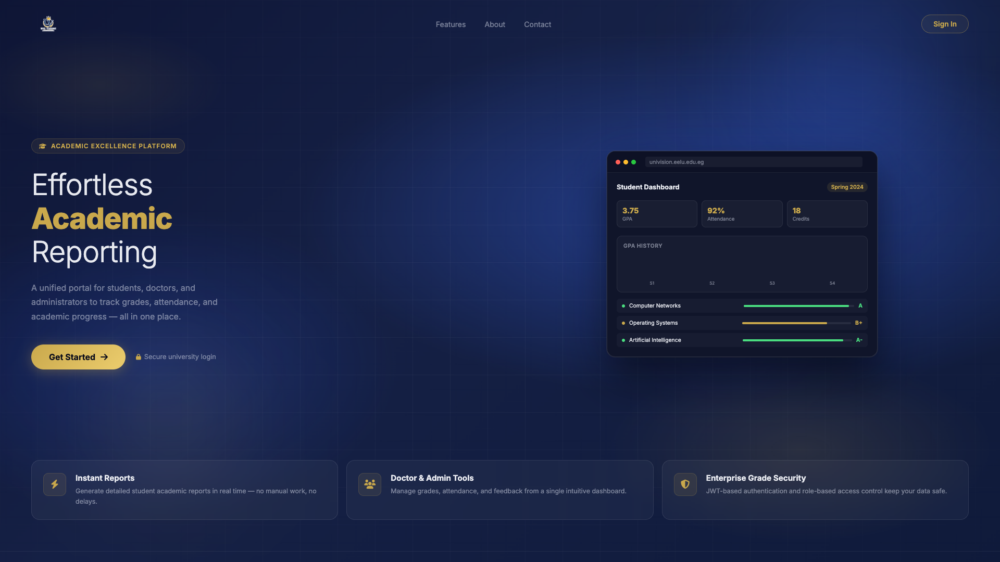 Features
About
Contact
Sign In
ACADEMIC EXCELLENCE PLATFORM
Effortless
Academic
Reporting
A unified portal for students, doctors, and
administrators to track grades, attendance, and
academic progress — all in one place.
Get Started
Secure university login
univision.eelu.edu.eg
Student Dashboard
Spring 2024
3.75
GPA
92%
Attendance
18
Credits
GPA HISTORY
S1
S2
S3
S4
Computer Networks
A
Operating Systems
B+
Artificial Intelligence
A-
Instant Reports
Generate detailed student academic reports in real time — no manual work, no
delays.
Doctor & Admin Tools
Manage grades, attendance, and feedback from a single intuitive dashboard.
Enterprise Grade Security
JWT-based authentication and role-based access control keep your data safe.